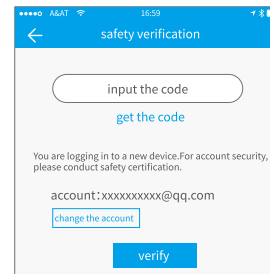 A&AT 16:59
safety verification
input the code
get the code
You are logging in to a new device.For account security,
please conduct safety certification.
account:xxxxxxxxxx@qq.com
change the account
verify